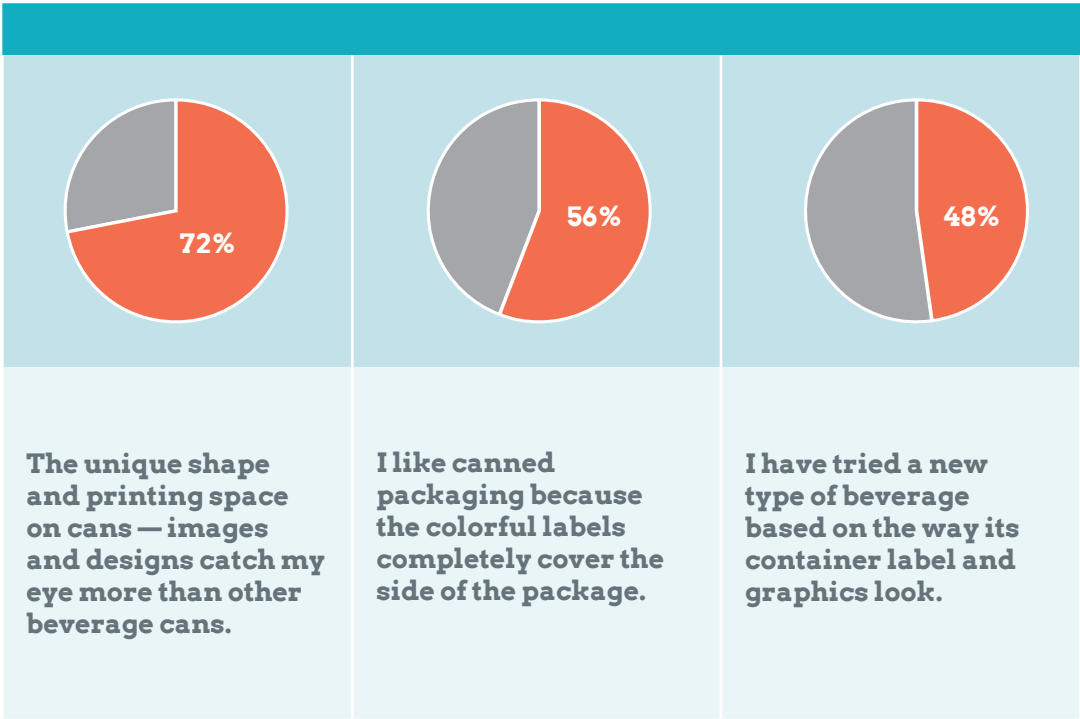 72%
56%
48%
The unique shape
and printing space
on cans — images
and designs catch my
eye more than other
beverage cans.
I like canned
packaging because
the colorful labels
completely cover the
side of the package.
I have tried a new
type of beverage
based on the way its
container label and
graphics look.